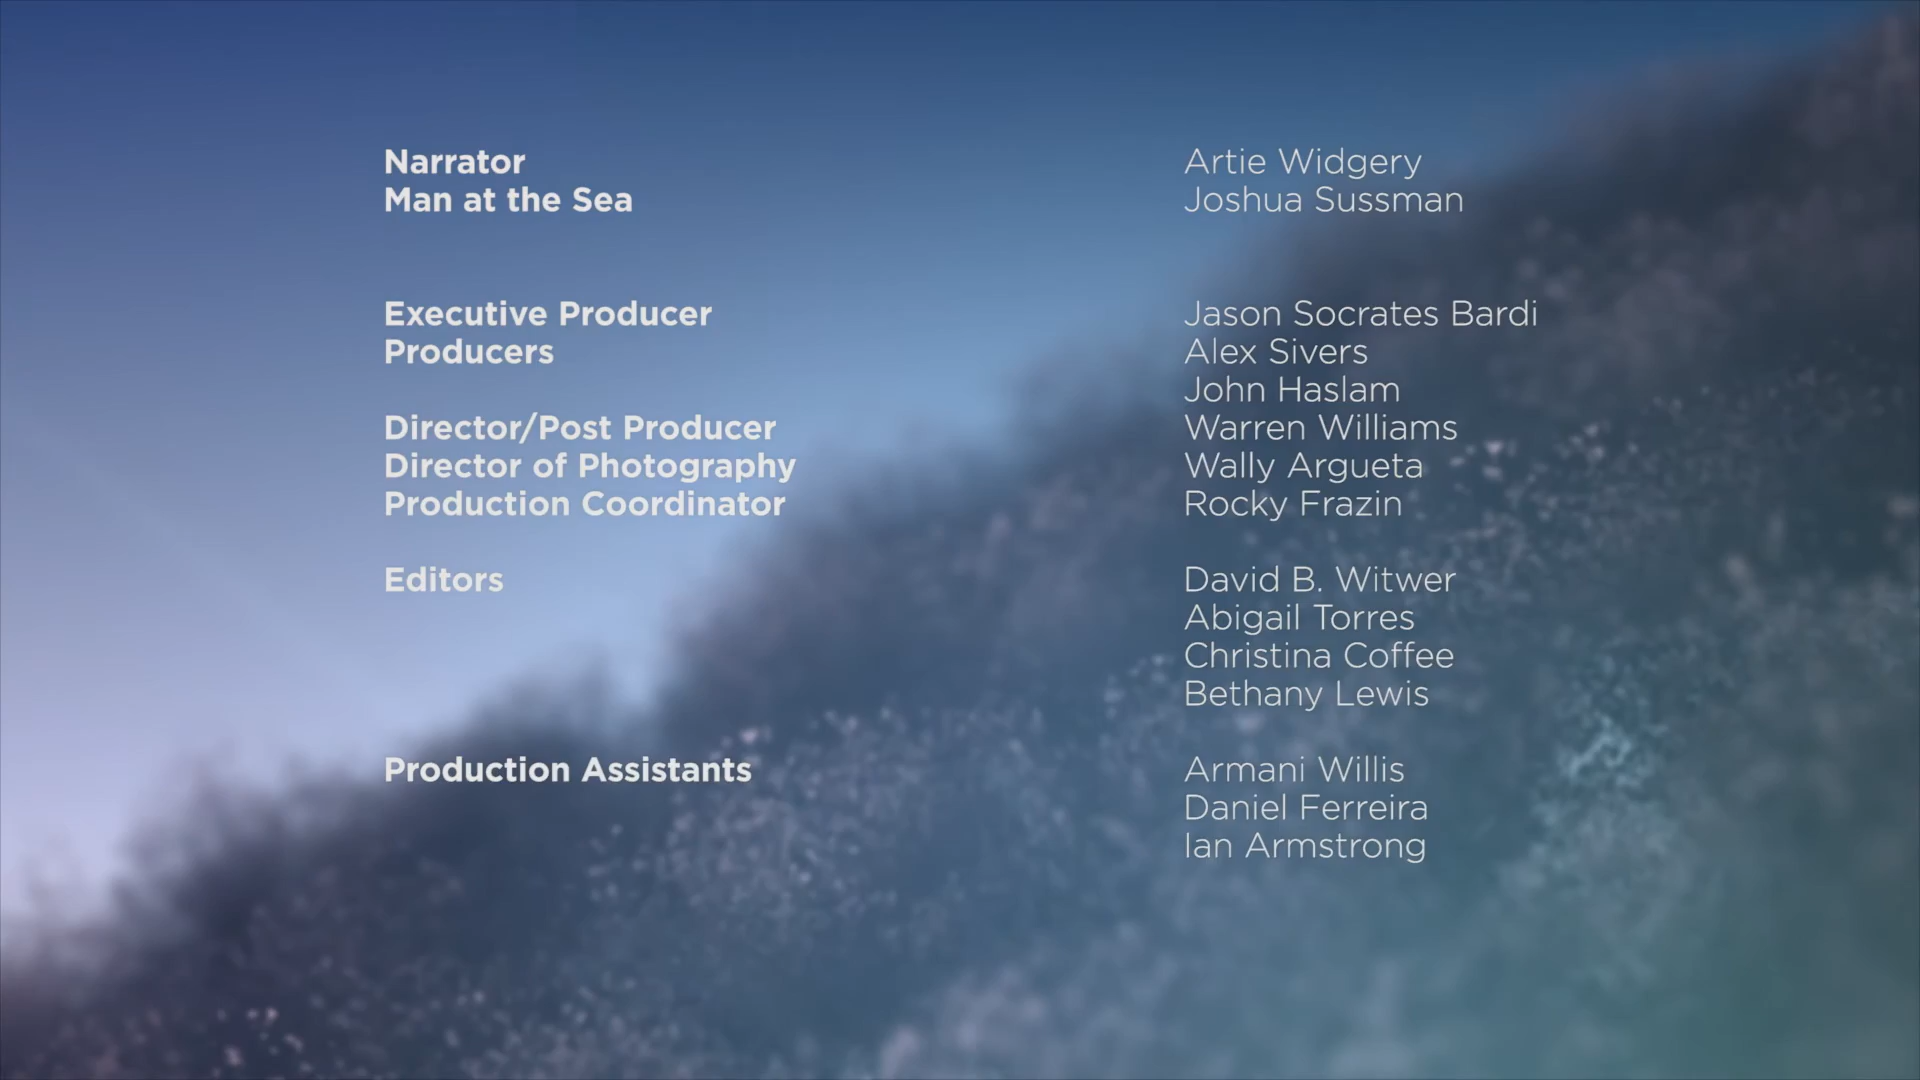 Narrator Artie Widgery
Man at the Sea Joshua Sussman
Executive Producer Jason Socrates Bardi
Producers Alex Sivers
John Haslam
Director/Post Producer Warren Williams
Director of Photography Wally Argueta
Production Coordinator Rocky Frazin
Editors David B. Witwer
Abigail Torres
Christina Coffee
Bethany Lewis
Production Assistants Armani Willis
Daniel Ferreira
Ian Armstrong